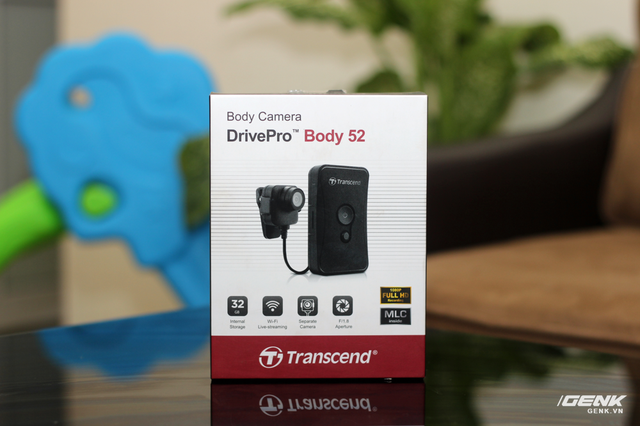 Body Camera
DrivePro™ Body 52
Transcend
32
GB
Internal
Storage
Wi-Fi
Live-streaming
Separate
Camera
F/1.8
Aperture
1080P
FULL HD
MLC
Transcend®
Transcend
/GENK
GENK.VN